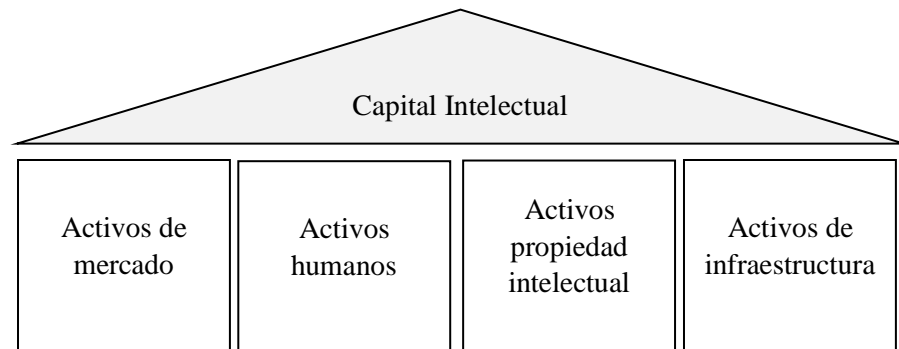 Capital Intelectual
Activos de
mercado
Activos
humanos
Activos
propiedad
intelectual
Activos de
infraestructura